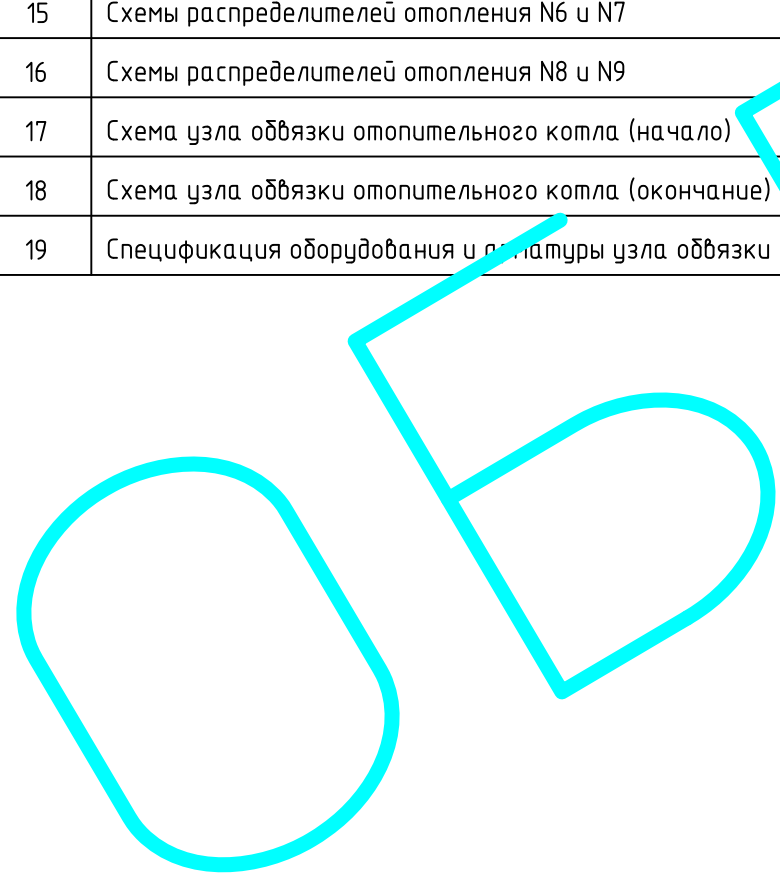 15 Схемы распределителей отопления N6 и N7
16 Схемы распределителей отопления N8 и N9
17 Схема узла обвязки отопительного котла (начало)
18 Схема узла обвязки отопительного котла (окончание)
19 Спецификация оборудования и арматуры узла обвязки
ОБ